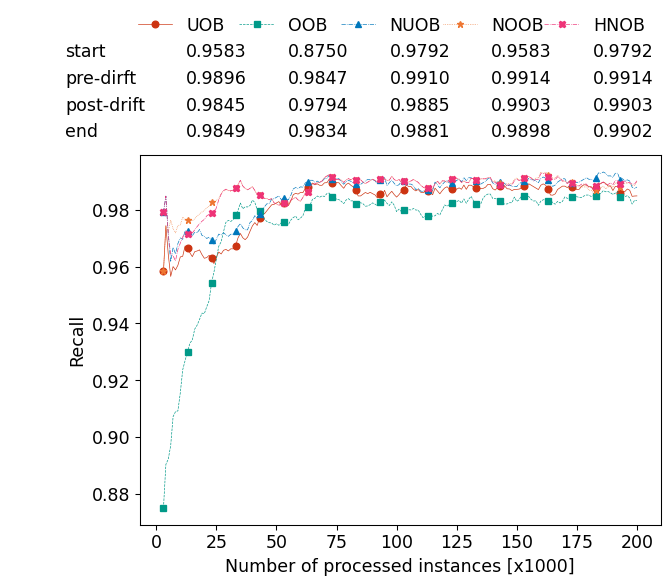 UOB OOB NUOB NOOB HNOB
start 0.9583 0.8750 0.9792 0.9583 0.9792
pre-dirft 0.9896 0.9847 0.9910 0.9914 0.9914
post-drift 0.9845 0.9794 0.9885 0.9903 0.9903
end 0.9849 0.9834 0.9881 0.9898 0.9902
0.98
0.96
0.94
0.92
0.90
0.88
Recall
0 25 50 75 100 125 150 175 200
Number of processed instances [x1000]